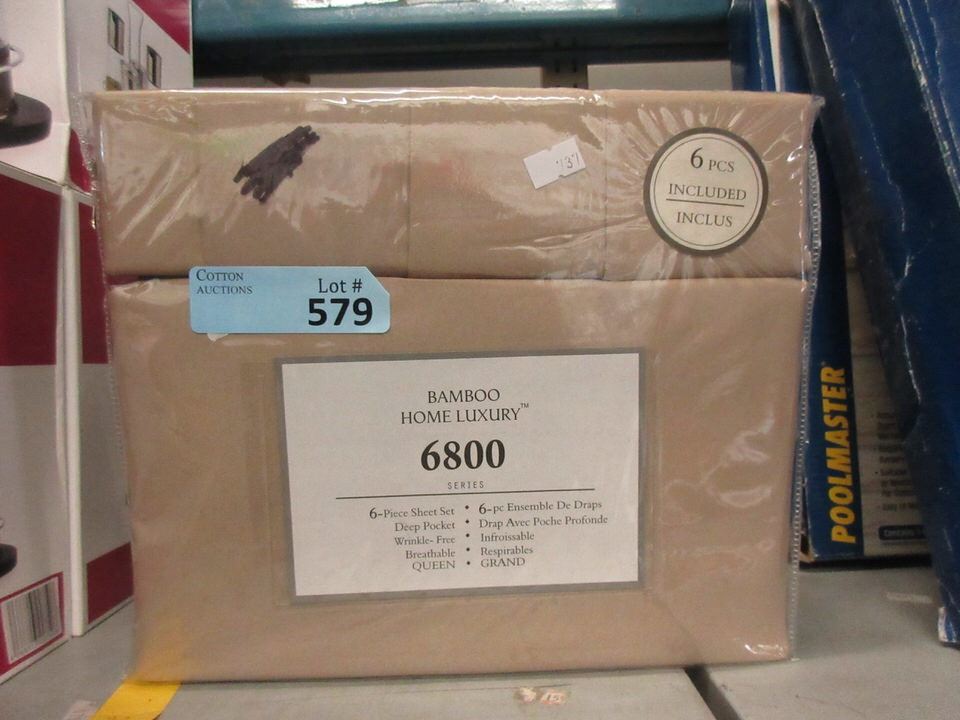 737
6 PCS
INCLUDED
INCLUS
COTTON
AUCTIONS
Lot #
579
BAMBOO
HOME LUXURY™
6800
SERIES
6-Piece Sheet Set • 6-pc Ensemble De Draps
Deep Pocket • Drap Avec Poche Profonde
Wrinkle- Free • Infroissable
Breathable • Respirables
QUEEN • GRAND
POOLMASTER®